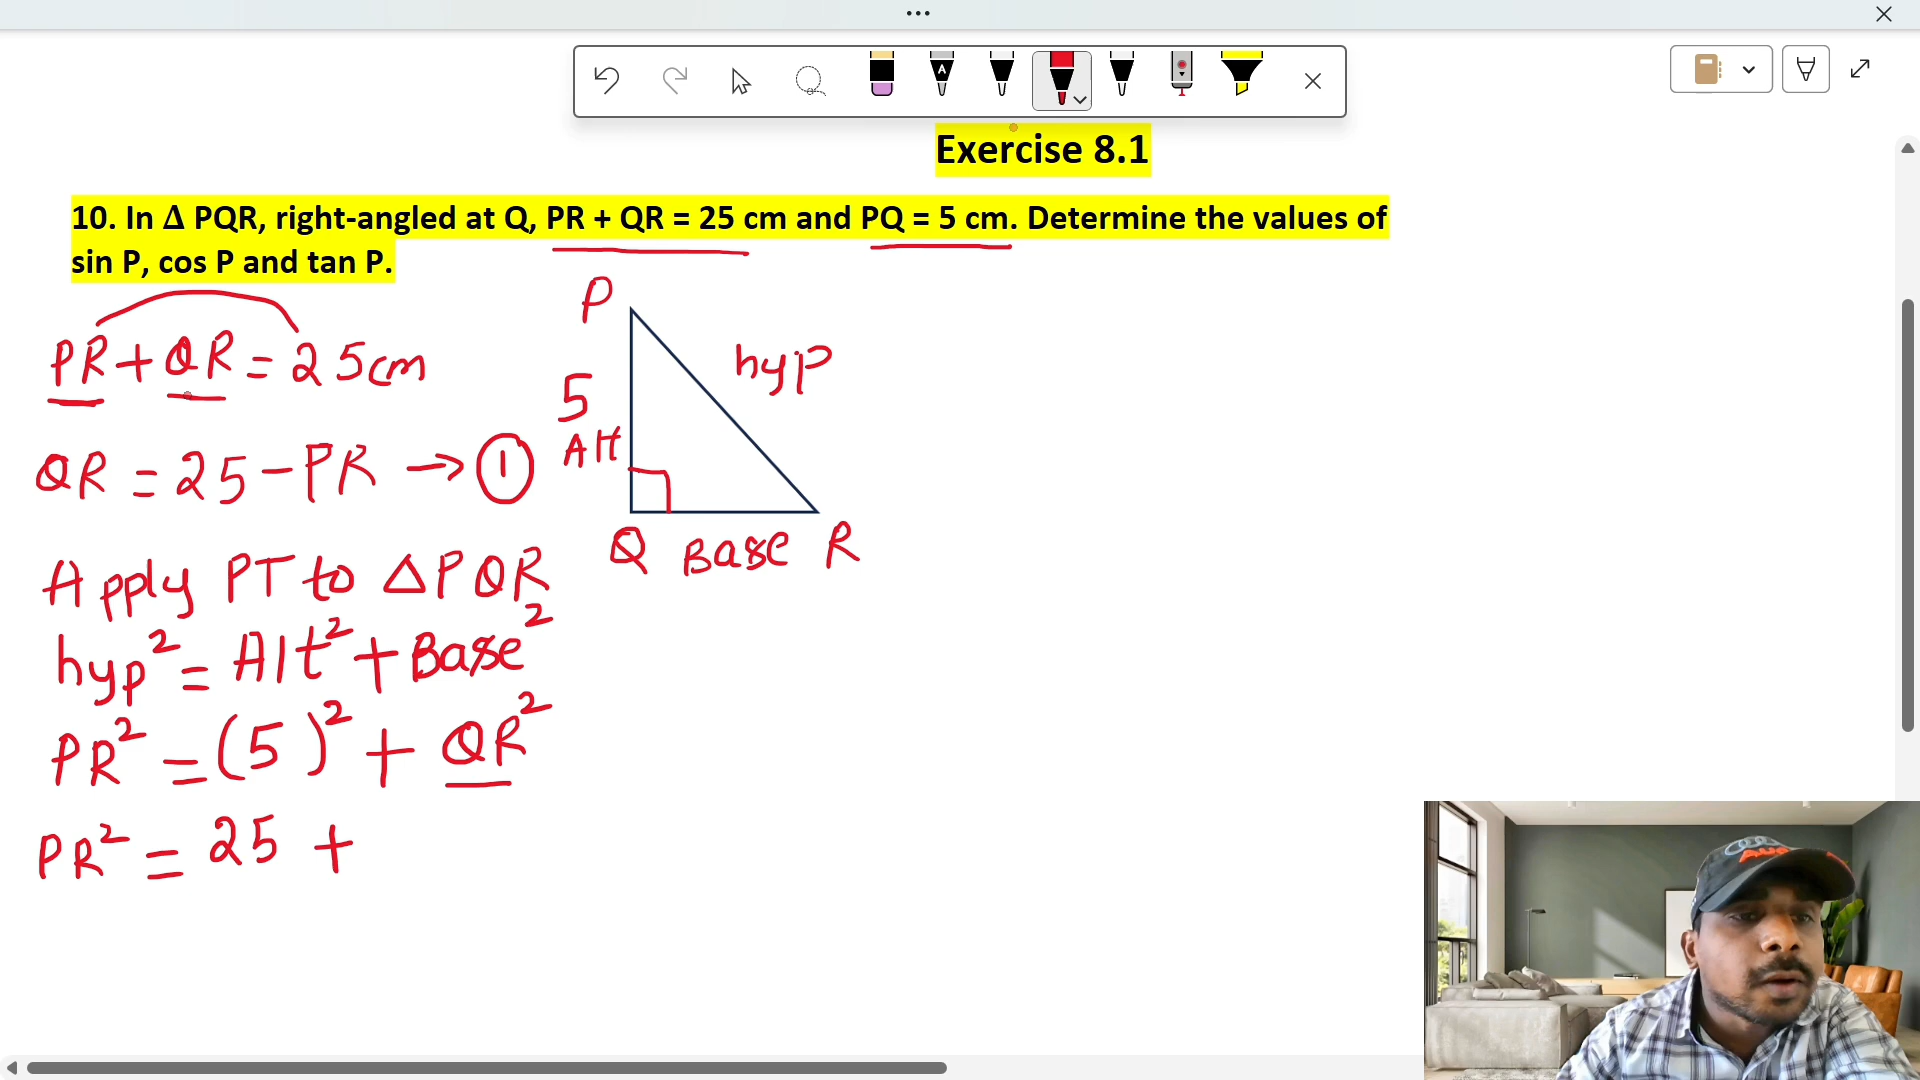 Exercise 8.1
10. In Δ PQR, right-angled at Q, PR + QR = 25 cm and PQ = 5 cm. Determine the values of
sin P, cos P and tan P.
PR + QR = 25cm
QR = 25 - PR → ①
Apply PT to △PQR
hyp² = Alt² + Base²
PR² = (5)² + QR²
PR² = 25 +
P
hyp
5
Alt
Q Base R
A